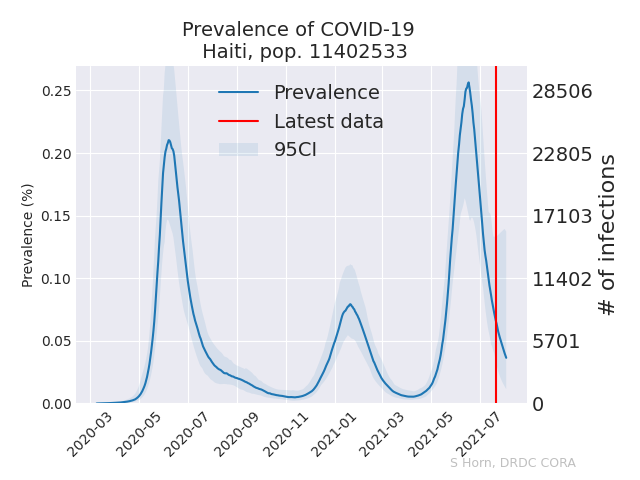 Prevalence of COVID-19
Haiti, pop. 11402533
Prevalence
Latest data
95CI
Prevalence (%)
0.25
0.20
0.15
0.10
0.05
0.00
28506
22805
17103
11402
5701
0
# of infections
2020-03
2020-05
2020-07
2020-09
2020-11
2021-01
2021-03
2021-05
2021-07
S Horn, DRDC CORA